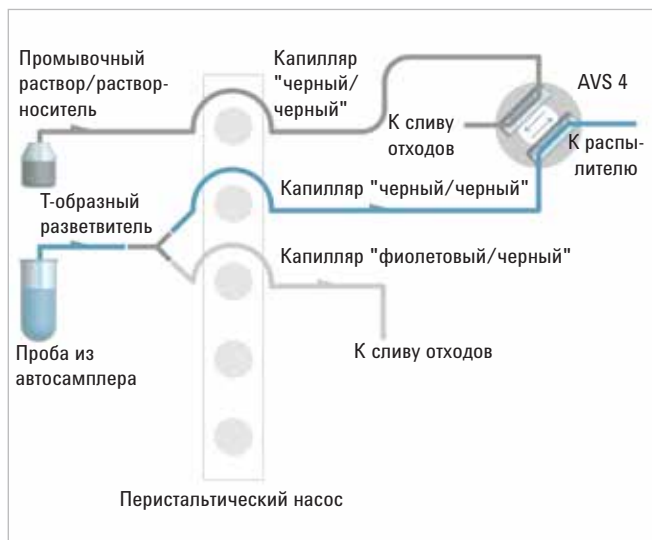 Промывочный
раствор/раствор-
носитель
Капилляр
"черный/
черный"
AVS 4
К сливу
отходов
К распы-
лителю
Т-образный
разветвитель
Капилляр "черный/черный"
Капилляр "фиолетовый/черный"
Проба из
автосамплера
К сливу отходов
Перистальтический насос